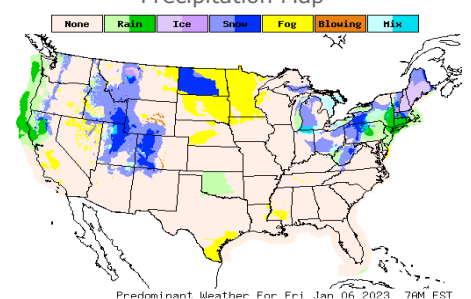 Precipitation Map
None Rain Ice Snow Fog Blowing Mix
Predominant Weather For Fri Jan 06 2023 7AM EST